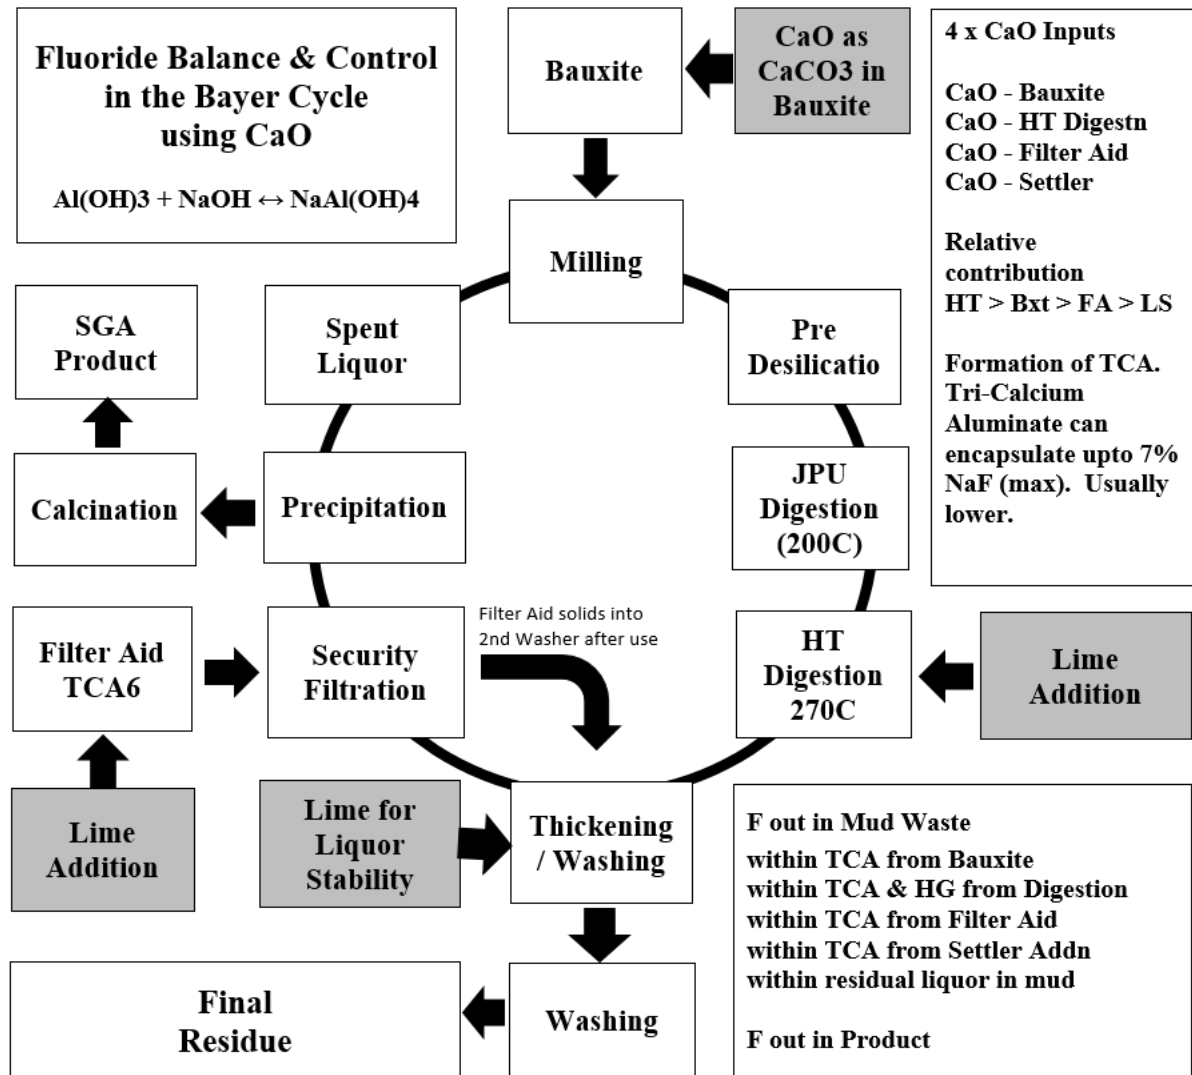 Fluoride Balance & Control
in the Bayer Cycle
using CaO
Al(OH)3 + NaOH ↔ NaAl(OH)4
Bauxite
CaO as
CaCO3 in
Bauxite
4 x CaO Inputs
CaO - Bauxite
CaO - HT Digestn
CaO - Filter Aid
CaO - Settler
Relative
contribution
HT > Bxt > FA > LS
Formation of TCA.
Tri-Calcium
Aluminate can
encapsulate upto 7%
NaF (max).  Usually
lower.
Milling
SGA
Product
Spent
Liquor
Pre
Desilicatio
Calcination
Precipitation
JPU
Digestion
(200C)
Filter Aid
TCA6
Security
Filtration
Filter Aid solids into
2nd Washer after use
HT
Digestion
270C
Lime
Addition
Lime
Addition
Lime for
Liquor
Stability
Thickening
/ Washing
F out in Mud Waste
within TCA from Bauxite
within TCA & HG from Digestion
within TCA from Filter Aid
within TCA from Settler Addn
within residual liquor in mud
F out in Product
Final
Residue
Washing